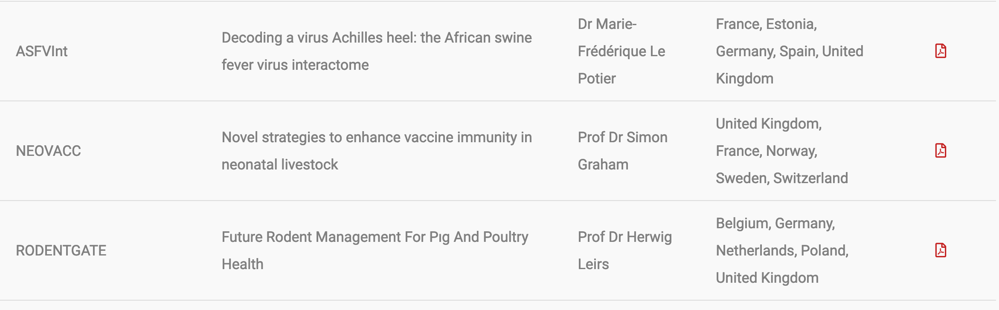 ASFVInt
Decoding a virus Achilles heel: the African swine
fever virus interactome
Dr Marie-
Frédérique Le
Potier
France, Estonia,
Germany, Spain, United
Kingdom
NEOVACC
Novel strategies to enhance vaccine immunity in
neonatal livestock
Prof Dr Simon
Graham
United Kingdom,
France, Norway,
Sweden, Switzerland
RODENTGATE
Future Rodent Management For Pıg And Poultry
Health
Prof Dr Herwig
Leirs
Belgium, Germany,
Netherlands, Poland,
United Kingdom